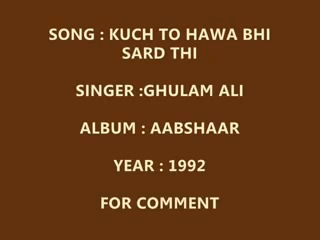 SONG : KUCH TO HAWA BHI
SARD THI
SINGER :GHULAM ALI
ALBUM : AABSHAAR
YEAR : 1992
FOR COMMENT